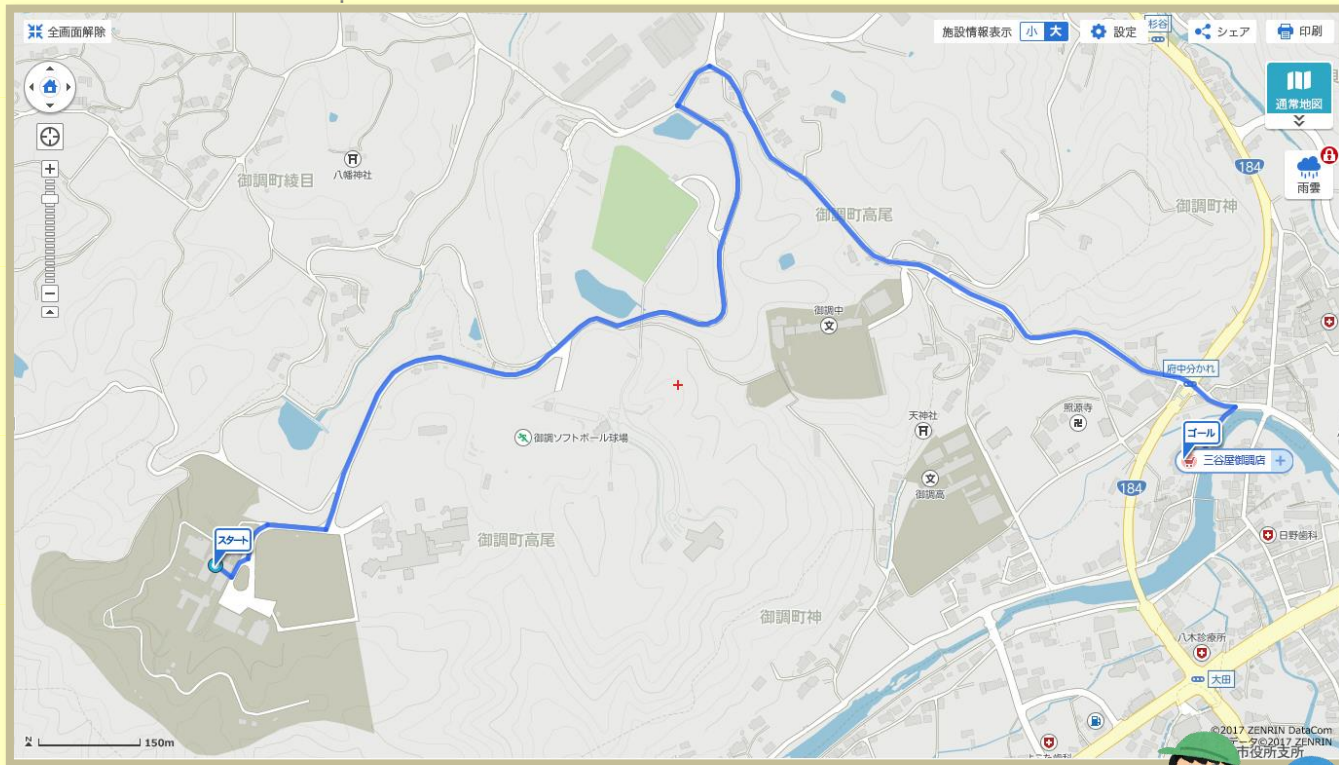 全画面解除
施設情報表示 小 大
設定
杉谷
シェア
印刷
通常地図
184
雨雲
八幡神社
御調町綾目
御調町高尾
御調町神
御調中
府中分かれ
天神社
照源寺
ゴール
三谷屋御調店
御調ソフトボール球場
御調高
184
スタート
御調町高尾
日野歯科
御調町神
八木診療所
大田
N
150m
©2017 ZENRIN DataCom
データ©2017 ZENRIN
市役所支所